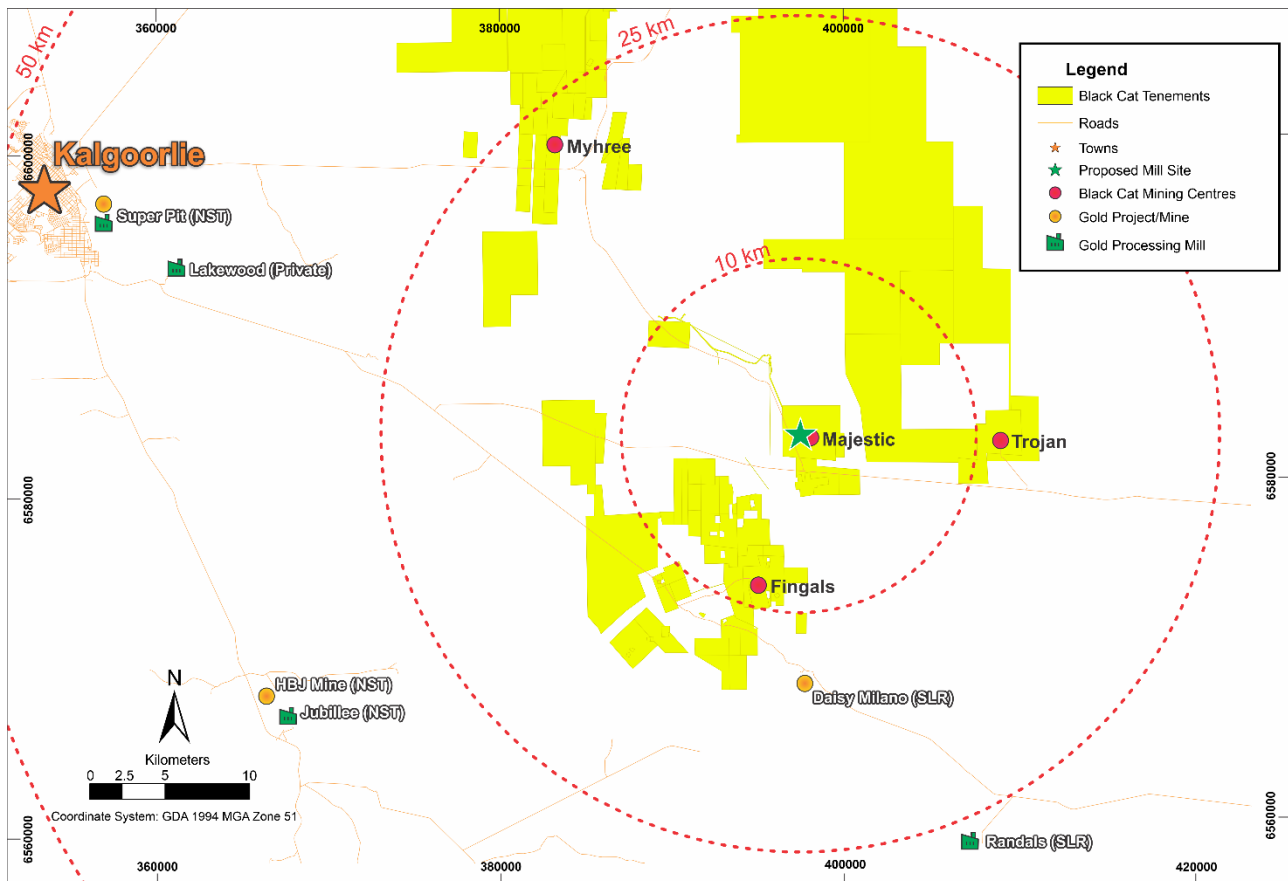 360000
380000
400000
50 km
25 km
Legend
Black Cat Tenements
Roads
Towns
Proposed Mill Site
Black Cat Mining Centres
Gold Project/Mine
Gold Processing Mill
6600000
Kalgoorlie
Myhree
Super Pit (NST)
Lakewood (Private)
10 km
Majestic
Trojan
6580000
6580000
Fingals
HBJ Mine (NST)
Jubillee (NST)
Daisy Milano (SLR)
N
Kilometers
0 2.5 5 10
Coordinate System: GDA 1994 MGA Zone 51
6560000
6560000
Randals (SLR)
360000
380000
400000
420000